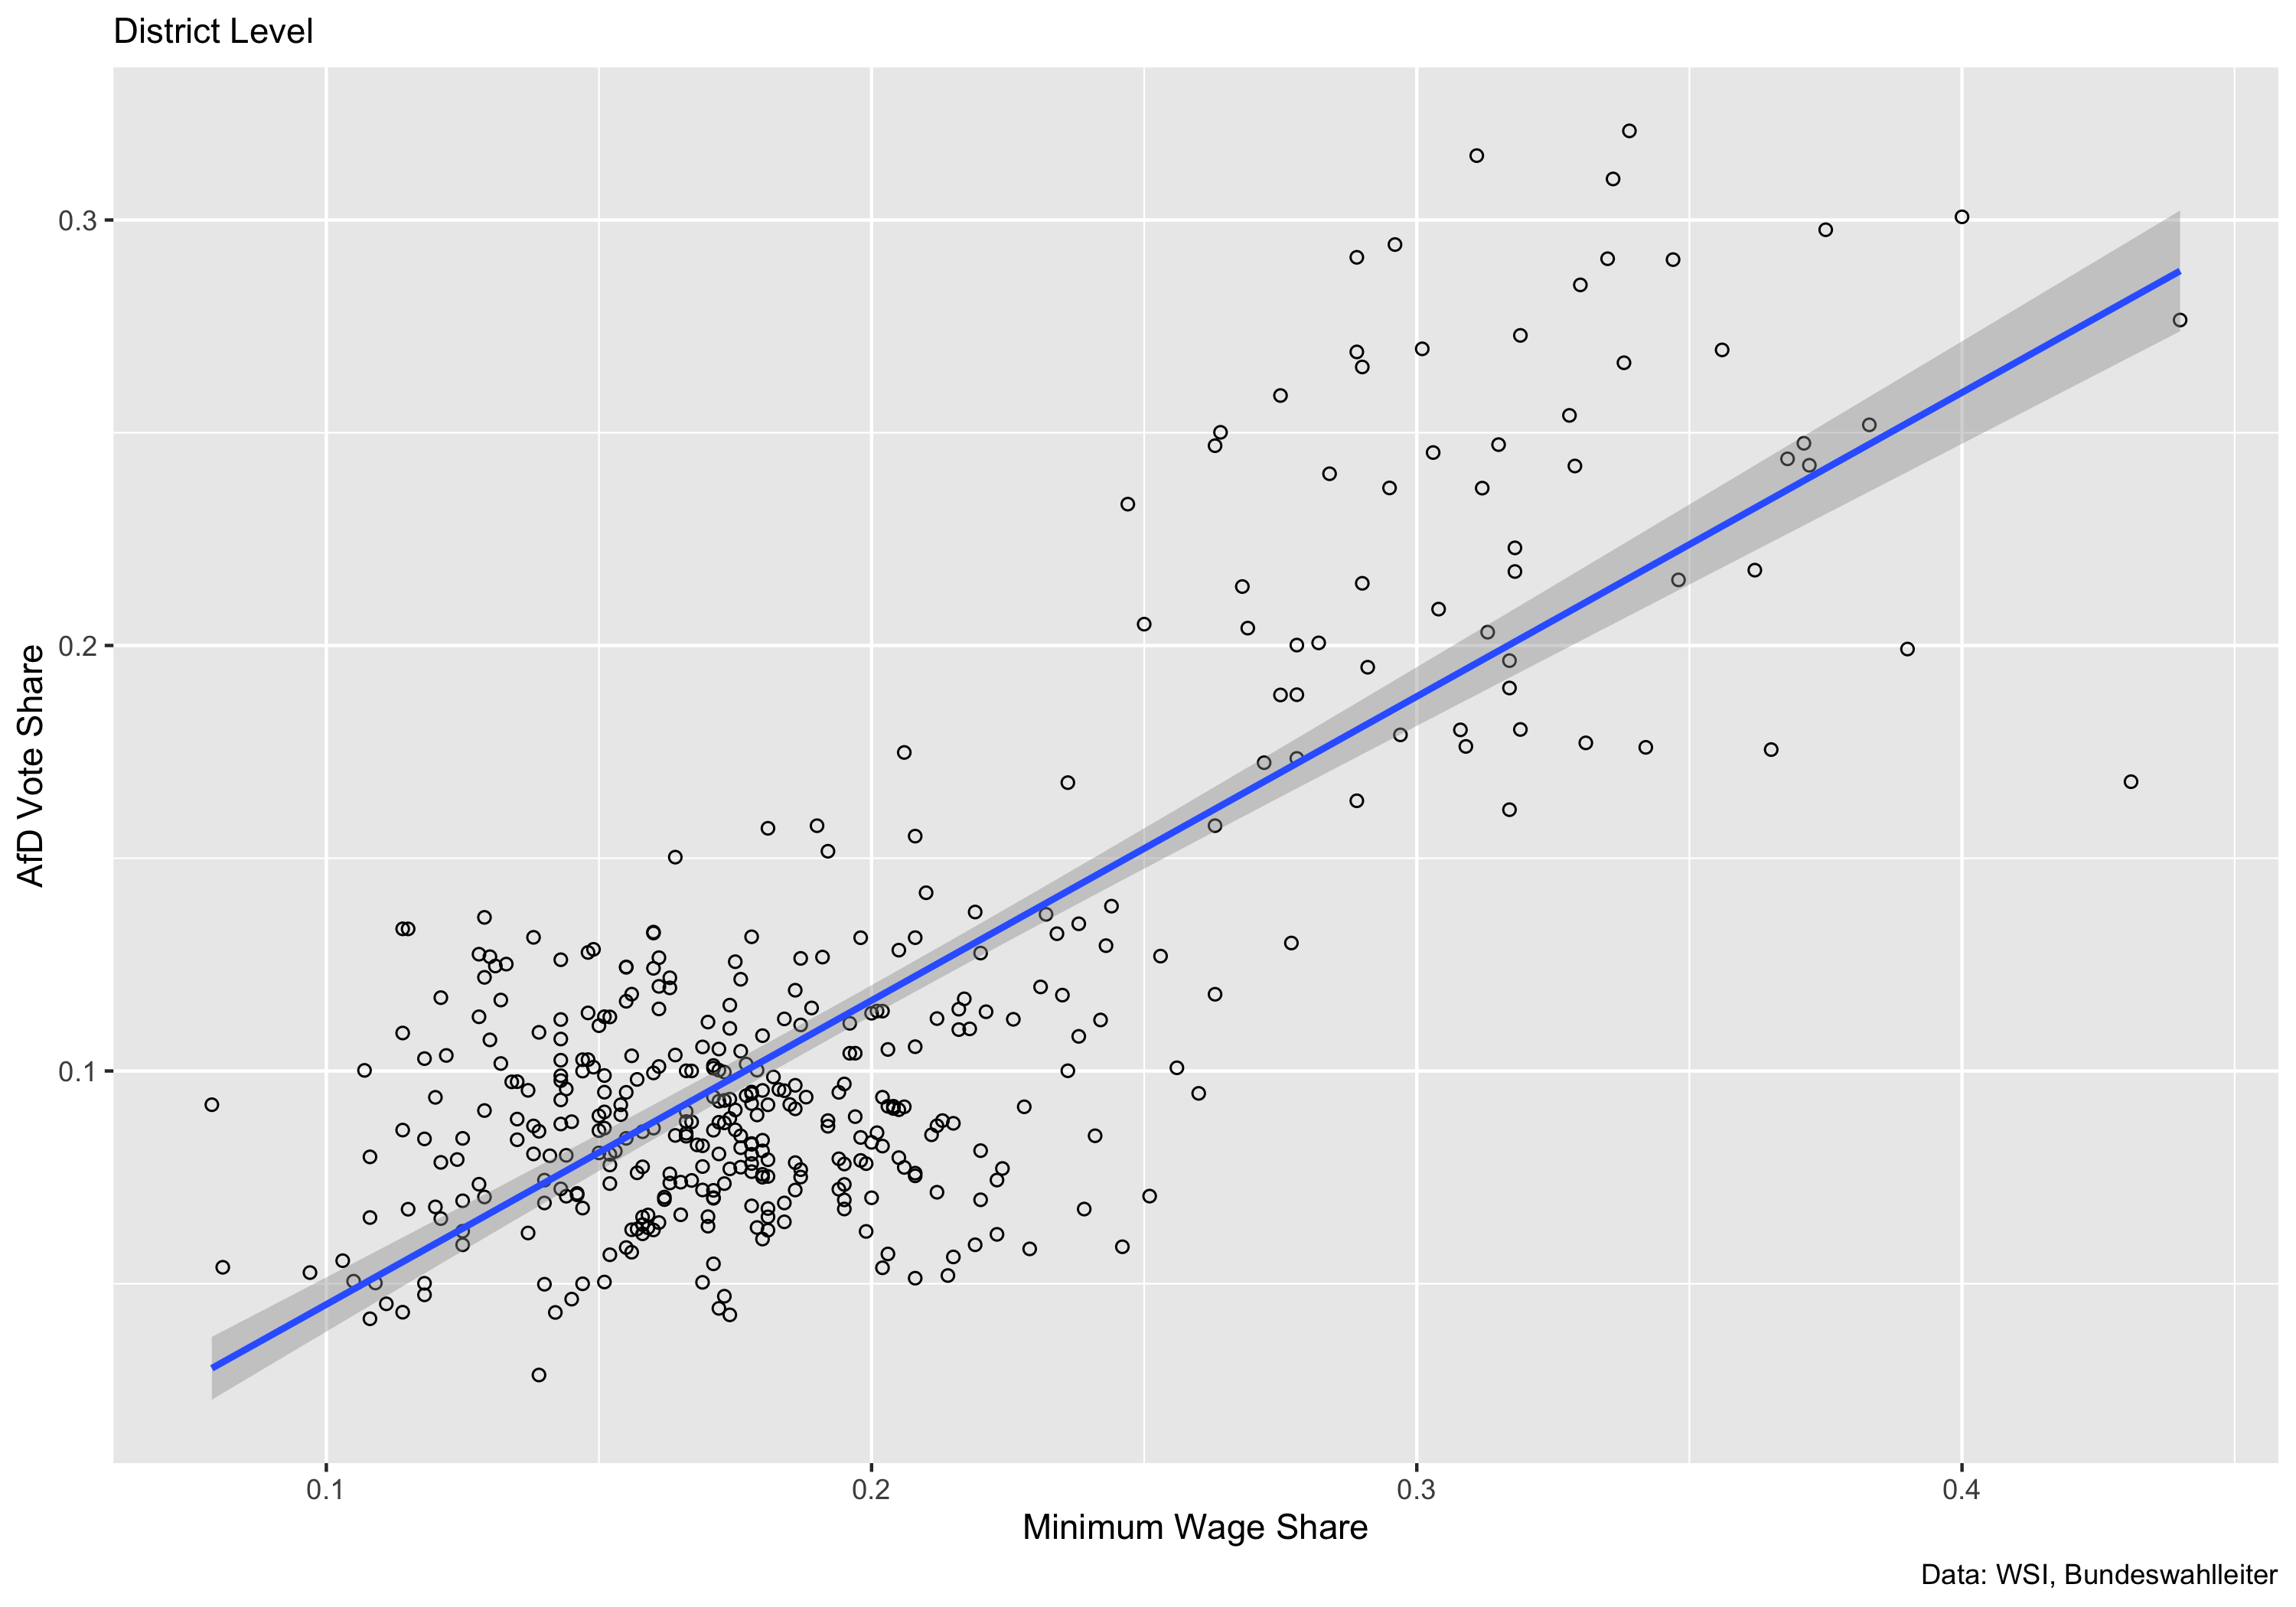 District Level
AfD Vote Share
0.3
0.2
0.1
0.1
0.2
0.3
0.4
Minimum Wage Share
Data: WSI, Bundeswahlleiter